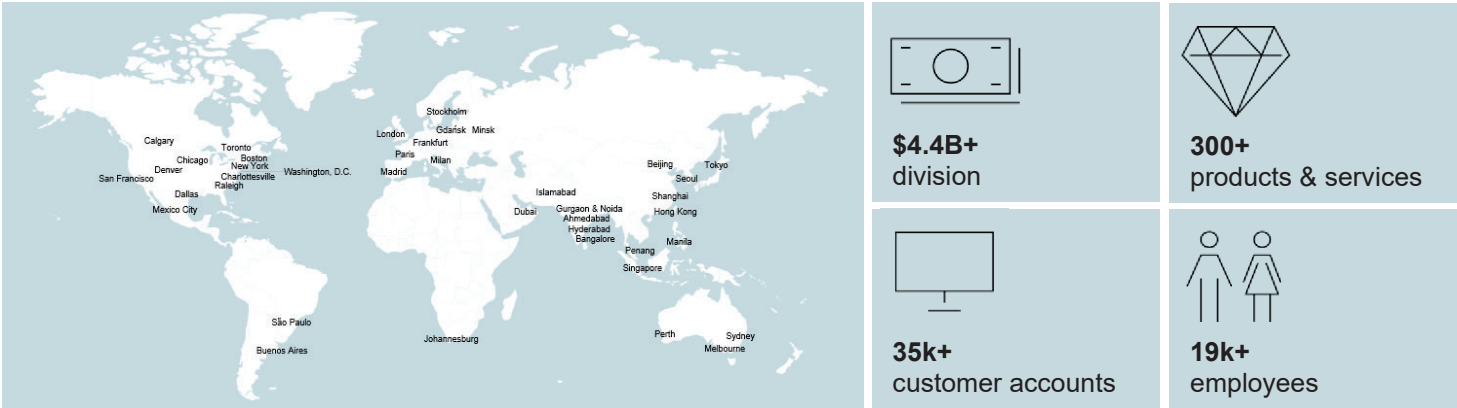 Stockholm
London
Gdańsk
Minsk
Frankfurt
Paris
Milan
Madrid
Calgary
Toronto
Boston
Chicago
New York
Denver
Washington, D.C.
San Francisco
Charlottesville
Raleigh
Dallas
Mexico City
São Paulo
Buenos Aires
Johannesburg
Beijing
Tokyo
Seoul
Islamabad
Shanghai
Dubai
Gurgaon & Noida
Hong Kong
Ahmedabad
Hyderabad
Bangalore
Manila
Penang
Singapore
Perth
Sydney
Melbourne
$4.4B+
division
300+
products & services
35k+
customer accounts
19k+
employees